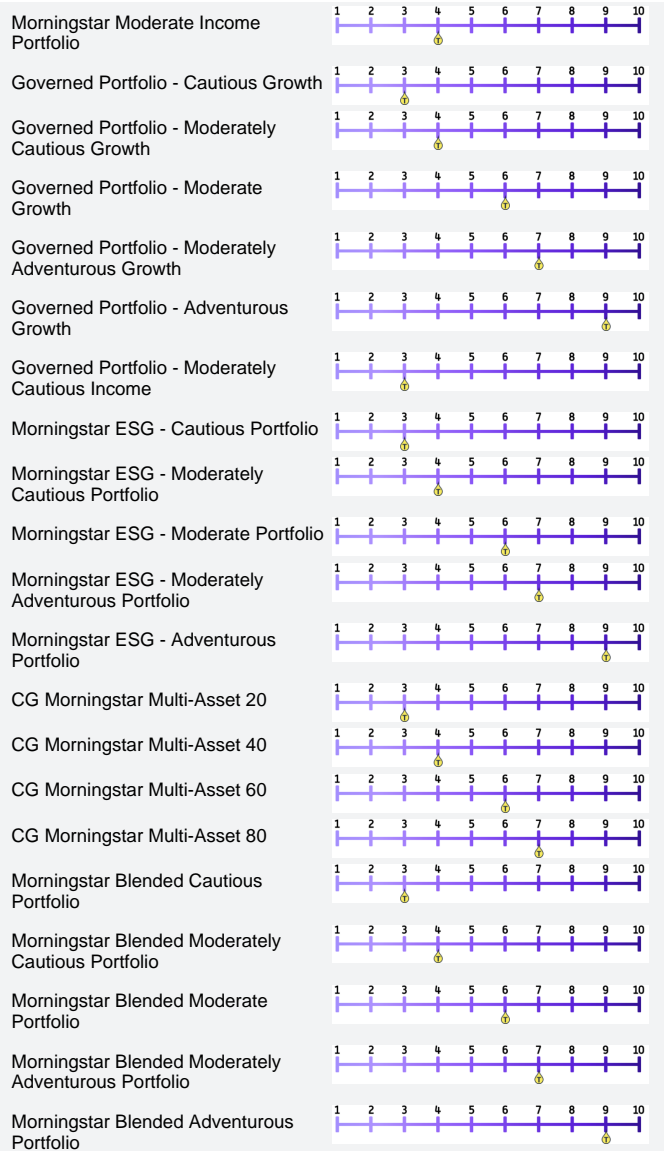 Morningstar Moderate Income
Portfolio
1 2 3 4 5 6 7 8 9 10
T
Governed Portfolio - Cautious Growth
1 2 3 4 5 6 7 8 9 10
T
Governed Portfolio - Moderately
Cautious Growth
1 2 3 4 5 6 7 8 9 10
T
Governed Portfolio - Moderate
Growth
1 2 3 4 5 6 7 8 9 10
T
Governed Portfolio - Moderately
Adventurous Growth
1 2 3 4 5 6 7 8 9 10
T
Governed Portfolio - Adventurous
Growth
1 2 3 4 5 6 7 8 9 10
T
Governed Portfolio - Moderately
Cautious Income
1 2 3 4 5 6 7 8 9 10
T
Morningstar ESG - Cautious Portfolio
1 2 3 4 5 6 7 8 9 10
T
Morningstar ESG - Moderately
Cautious Portfolio
1 2 3 4 5 6 7 8 9 10
T
Morningstar ESG - Moderate Portfolio
1 2 3 4 5 6 7 8 9 10
T
Morningstar ESG - Moderately
Adventurous Portfolio
1 2 3 4 5 6 7 8 9 10
T
Morningstar ESG - Adventurous
Portfolio
1 2 3 4 5 6 7 8 9 10
T
CG Morningstar Multi-Asset 20
1 2 3 4 5 6 7 8 9 10
T
CG Morningstar Multi-Asset 40
1 2 3 4 5 6 7 8 9 10
T
CG Morningstar Multi-Asset 60
1 2 3 4 5 6 7 8 9 10
T
CG Morningstar Multi-Asset 80
1 2 3 4 5 6 7 8 9 10
T
Morningstar Blended Cautious
Portfolio
1 2 3 4 5 6 7 8 9 10
T
Morningstar Blended Moderately
Cautious Portfolio
1 2 3 4 5 6 7 8 9 10
T
Morningstar Blended Moderate
Portfolio
1 2 3 4 5 6 7 8 9 10
T
Morningstar Blended Moderately
Adventurous Portfolio
1 2 3 4 5 6 7 8 9 10
T
Morningstar Blended Adventurous
Portfolio
1 2 3 4 5 6 7 8 9 10
T